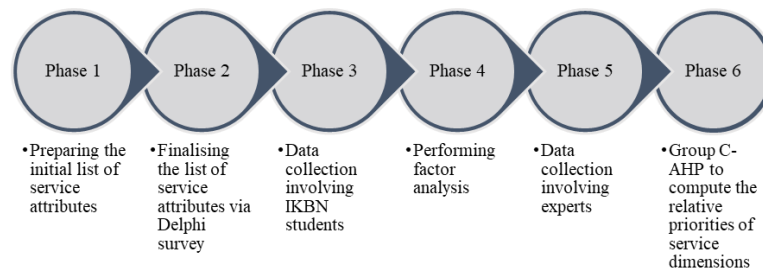 Phase 1
Phase 2
Phase 3
Phase 4
Phase 5
Phase 6
•Preparing the
initial list of
service
attributes
•Finalising
the list of
service
attributes via
Delphi
survey
•Data
collection
involving
IKBN
students
•Performing
factor
analysis
•Data
collection
involving
experts
•Group C-
AHP to
compute the
relative
priorities of
service
dimensions